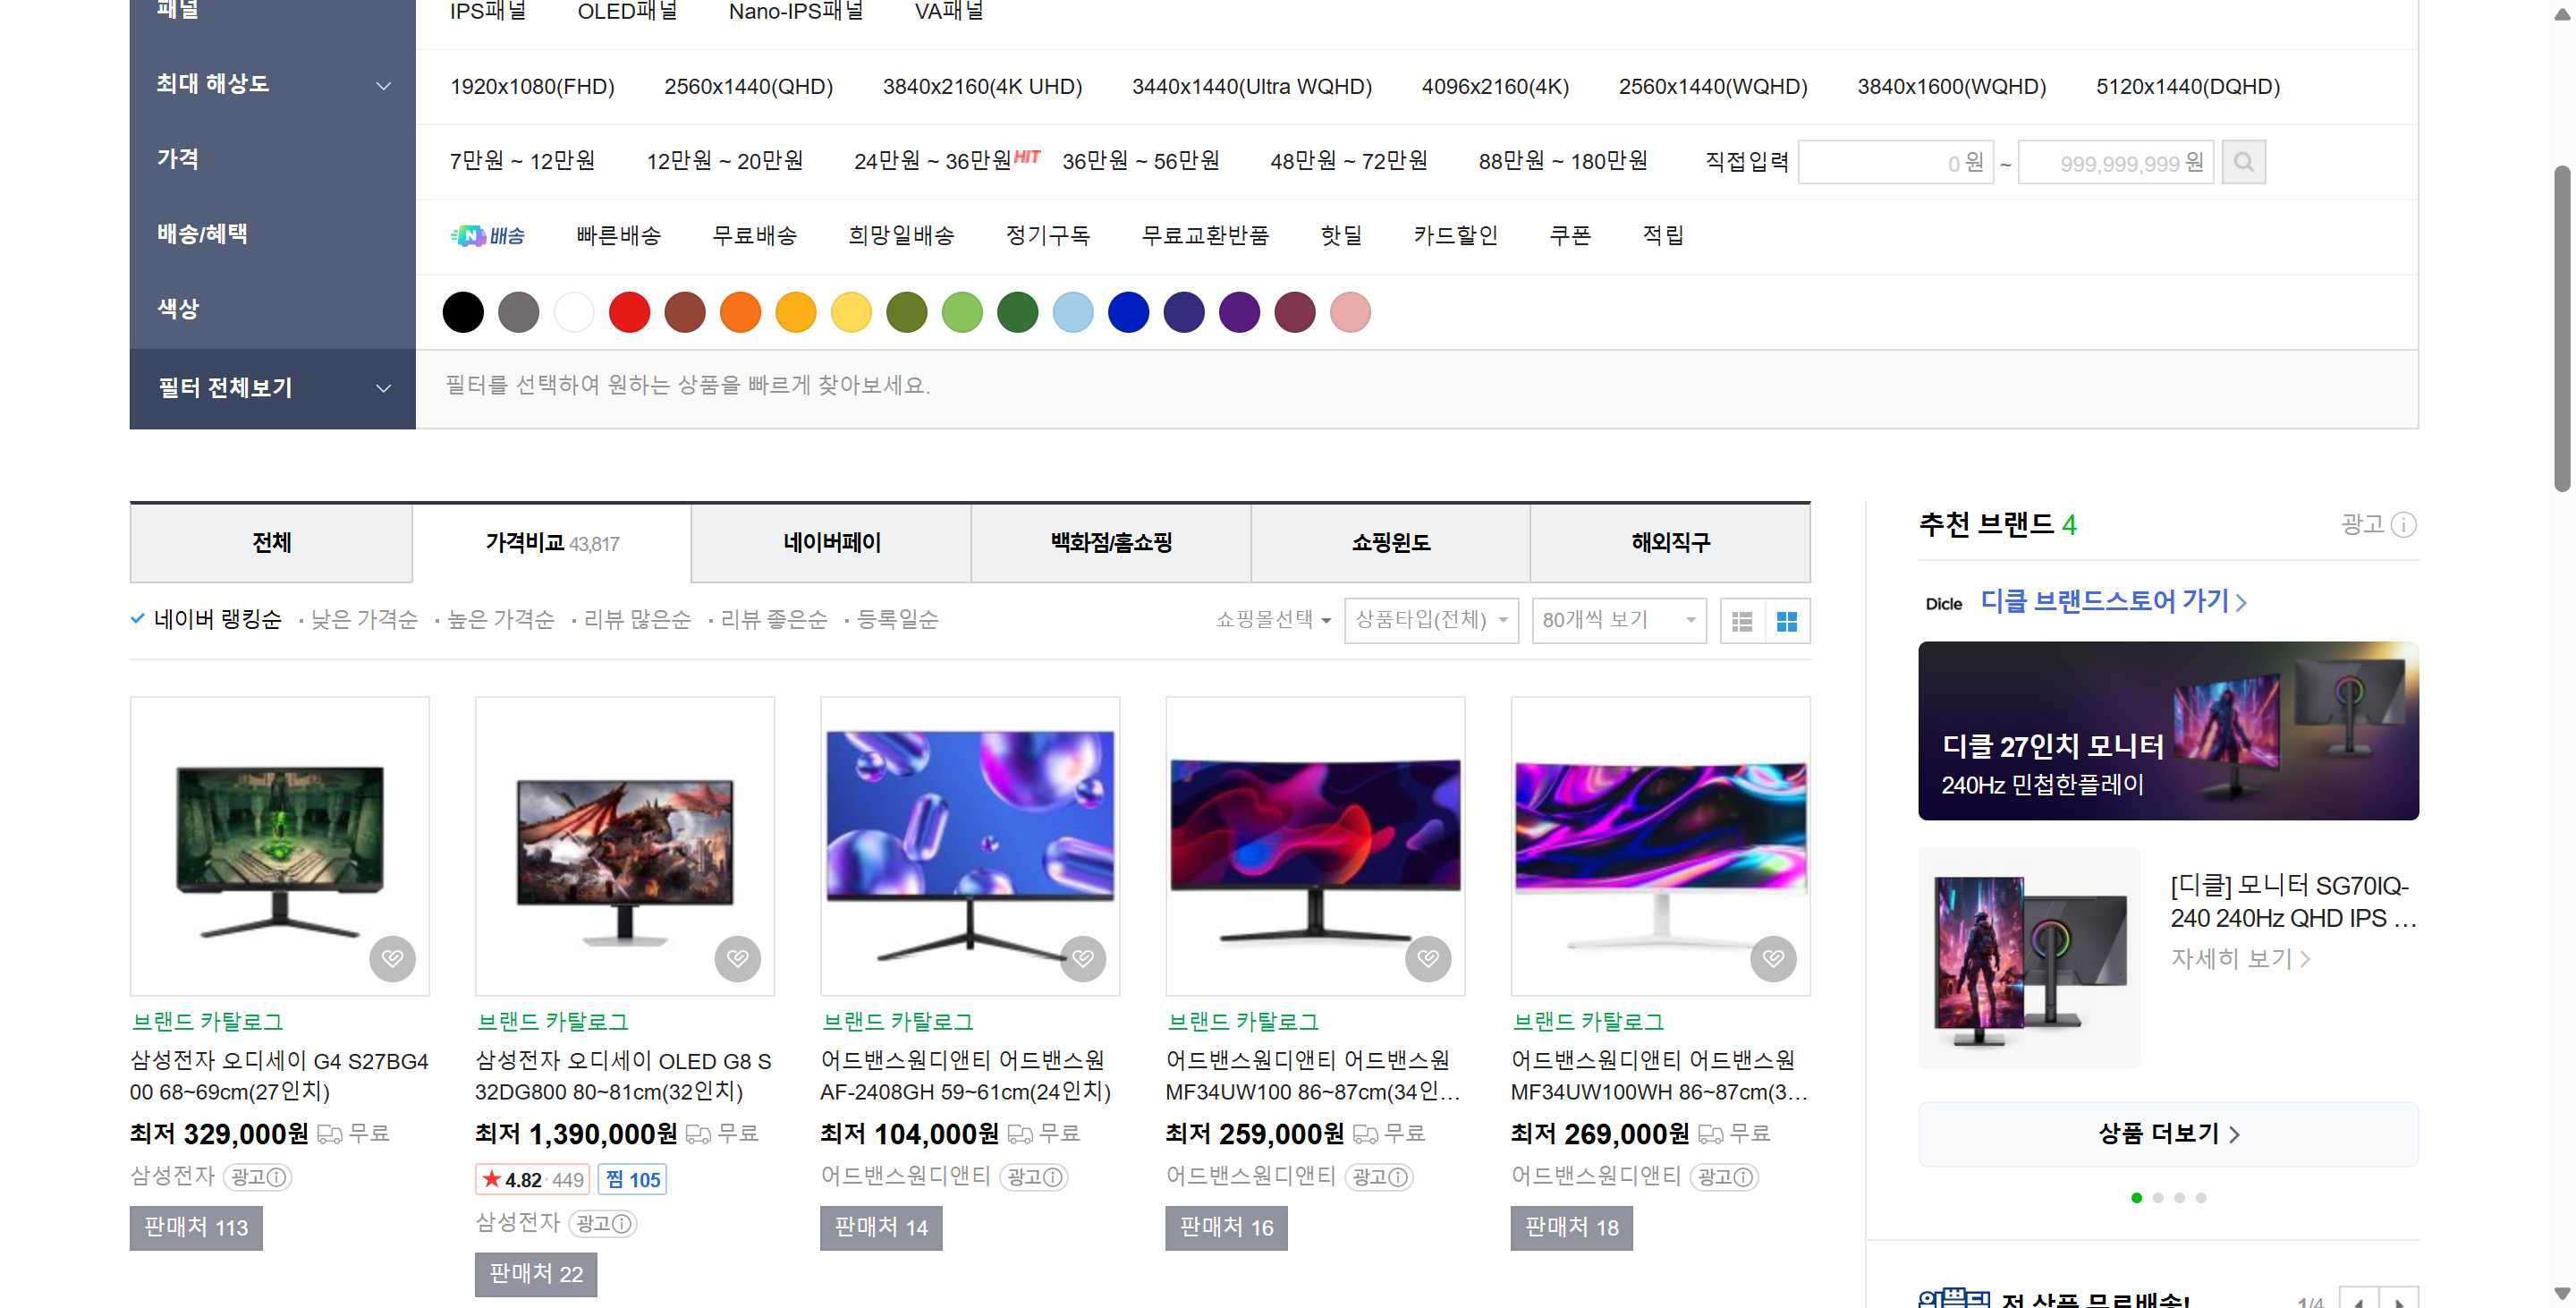 패널
IPS패널 OLED패널 Nano-IPS패널 VA패널
최대 해상도
1920x1080(FHD) 2560x1440(QHD) 3840x2160(4K UHD) 3440x1440(Ultra WQHD) 4096x2160(4K) 2560x1440(WQHD) 3840x1600(WQHD) 5120x1440(DQHD)
가격
7만원 ~ 12만원 12만원 ~ 20만원 24만원 ~ 36만원HIT 36만원 ~ 56만원 48만원 ~ 72만원 88만원 ~ 180만원 직접입력 0 원 ~ 999,999,999 원
배송/혜택
N배송 빠른배송 무료배송 희망일배송 정기구독 무료교환반품 핫딜 카드할인 쿠폰 적립
색상
필터 전체보기
필터를 선택하여 원하는 상품을 빠르게 찾아보세요.
전체 가격비교 43,817 네이버페이 백화점/홈쇼핑 쇼핑윈도 해외직구
네이버 랭킹순 낮은 가격순 높은 가격순 리뷰 많은순 리뷰 좋은순 등록일순
쇼핑몰선택 상품타입(전체) 80개씩 보기
브랜드 카탈로그
삼성전자 오디세이 G4 S27BG4
00 68~69cm(27인치)
최저 329,000원 무료
삼성전자 광고
판매처 113
브랜드 카탈로그
삼성전자 오디세이 OLED G8 S
32DG800 80~81cm(32인치)
최저 1,390,000원 무료
★ 4.82 · 449 찜 105
삼성전자 광고
판매처 22
브랜드 카탈로그
어드밴스원디앤티 어드밴스원
AF-2408GH 59~61cm(24인치)
최저 104,000원 무료
어드밴스원디앤티 광고
판매처 14
브랜드 카탈로그
어드밴스원디앤티 어드밴스원
MF34UW100 86~87cm(34인...
최저 259,000원 무료
어드밴스원디앤티 광고
판매처 16
브랜드 카탈로그
어드밴스원디앤티 어드밴스원
MF34UW100WH 86~87cm(3...
최저 269,000원 무료
어드밴스원디앤티 광고
판매처 18
추천 브랜드 4 광고
Dicle 디클 브랜드스토어 가기
디클 27인치 모니터
240Hz 민첩한플레이
[디클] 모니터 SG70IQ-
240 240Hz QHD IPS ...
자세히 보기
상품 더보기
전 상품 무료배송!
1/4